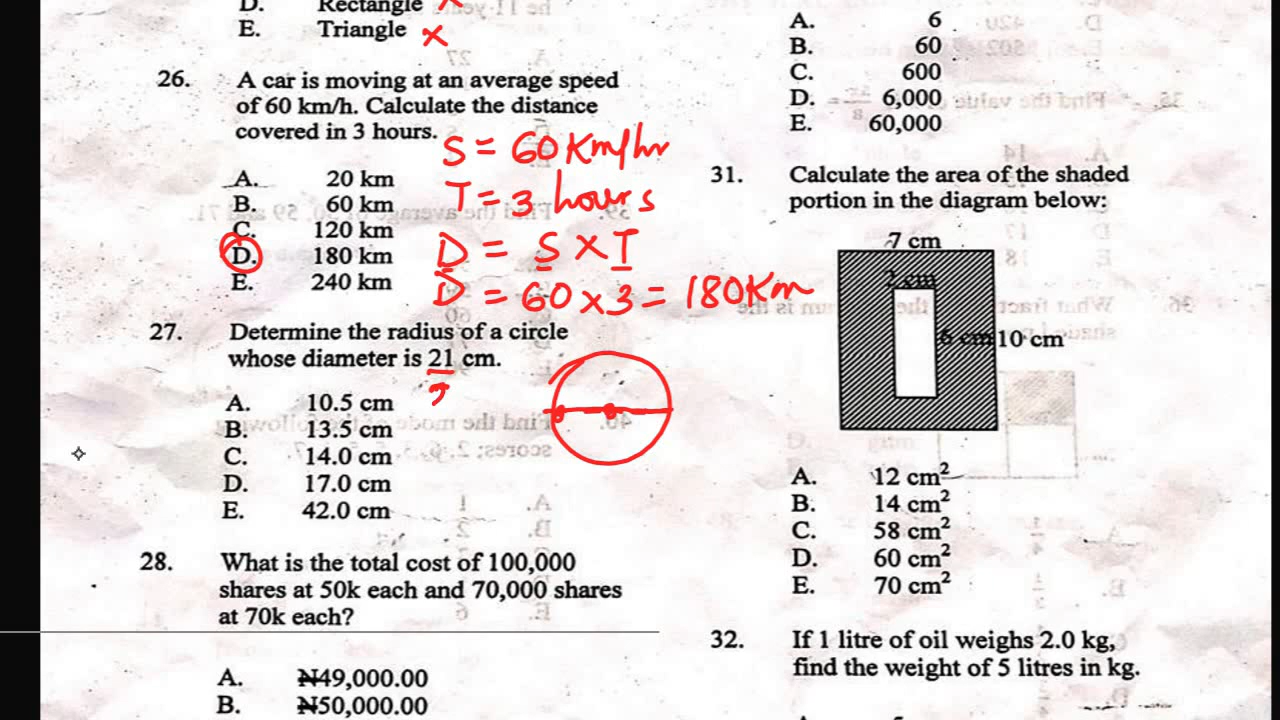 D. Rectangle x
E. Triangle x
26. A car is moving at an average speed
of 60 km/h. Calculate the distance
covered in 3 hours.
S = 60 Km/hr
A. 20 km
T = 3 hours
B. 60 km
C. 120 km
D. 180 km
D = S × T
E. 240 km
D = 60 × 3 = 180 Km
27. Determine the radius of a circle
whose diameter is 21 cm.
A. 10.5 cm
B. 13.5 cm
C. 14.0 cm
D. 17.0 cm
E. 42.0 cm
28. What is the total cost of 100,000
shares at 50k each and 70,000 shares
at 70k each?
A. ₦49,000.00
B. ₦50,000.00
A. 6
B. 60
C. 600
D. 6,000
E. 60,000
31. Calculate the area of the shaded
portion in the diagram below:
7 cm
2 cm
6 cm 10 cm
A. 12 cm²
B. 14 cm²
C. 58 cm²
D. 60 cm²
E. 70 cm²
32. If 1 litre of oil weighs 2.0 kg,
find the weight of 5 litres in kg.